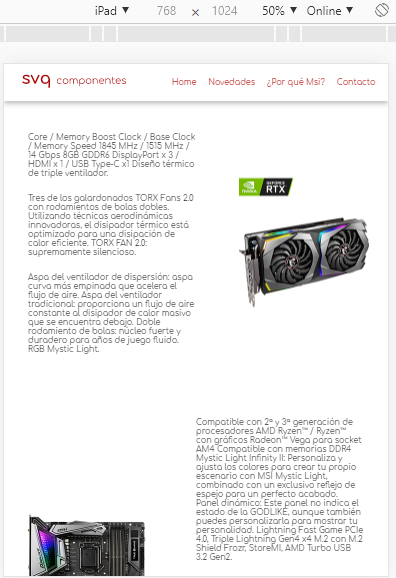 iPad ▼ 768 × 1024 50% ▼ Online ▼
svq componentes
Home Novedades ¿Por qué Msi? Contacto
Core / Memory Boost Clock / Base Clock
/ Memory Speed 1845 MHz / 1515 MHz /
14 Gbps 8GB GDDR6 DisplayPort x 3 /
HDMI x 1 / USB Type-C x1 Diseño térmico
de triple ventilador.
NVIDIA GEFORCE RTX
Tres de los galardonados TORX Fans 2.0
con rodamientos de bolas dobles.
Utilizando técnicas aerodinámicas
innovadoras, el disipador térmico está
optimizado para una disipación de
calor eficiente. TORX FAN 2.0:
supremamente silencioso.
Aspa del ventilador de dispersión: aspa
curva más empinada que acelera el
flujo de aire. Aspa del ventilador
tradicional: proporciona un flujo de aire
constante al disipador de calor masivo
que se encuentra debajo. Doble
rodamiento de bolas: núcleo fuerte y
duradero para años de juego fluido.
RGB Mystic Light.
Compatible con 2ª y 3ª generación de
procesadores AMD Ryzen™ / Ryzen™
con gráficos Radeon™ Vega para socket
AM4 Compatible con memorias DDR4
Mystic Light Infinity II: Personaliza y
ajusta los colores para crear tu propio
escenario con MSI Mystic Light,
combinado con un exclusivo reflejo de
espejo para un perfecto acabado.
Panel dinámico: Este panel no indica el
estado de la GODLIKE, aunque también
puedes personalizarla para mostrar tu
personalidad. Lightning Fast Game PCIe
4.0, Triple Lightning Gen4 x4 M.2 con M.2
Shield Frozr, StoreMI, AMD Turbo USB
3.2 Gen2.